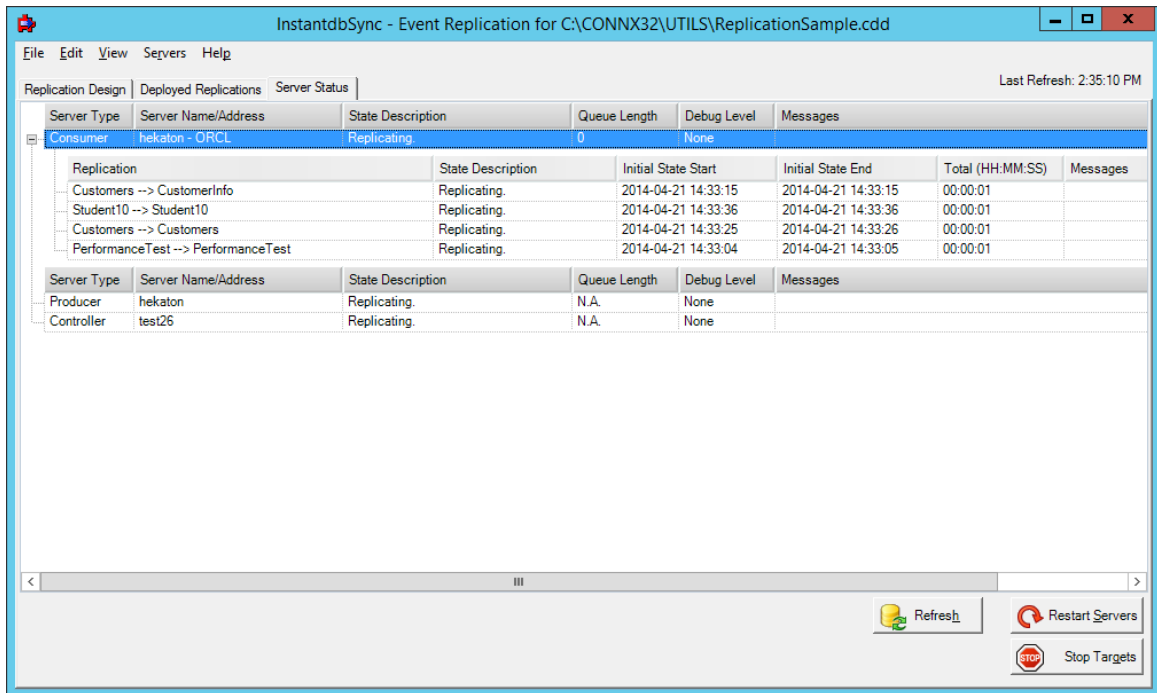 InstantdbSync - Event Replication for C:\CONNX32\UTILS\ReplicationSample.cdd
File Edit View Servers Help
Replication Design Deployed Replications Server Status Last Refresh: 2:35:10 PM
Server Type Server Name/Address State Description Queue Length Debug Level Messages
Consumer hekaton - ORCL Replicating. 0 None
Replication State Description Initial State Start Initial State End Total (HH:MM:SS) Messages
Customers --> CustomerInfo Replicating. 2014-04-21 14:33:15 2014-04-21 14:33:15 00:00:01
Student10 --> Student10 Replicating. 2014-04-21 14:33:36 2014-04-21 14:33:36 00:00:01
Customers --> Customers Replicating. 2014-04-21 14:33:25 2014-04-21 14:33:26 00:00:01
PerformanceTest --> PerformanceTest Replicating. 2014-04-21 14:33:04 2014-04-21 14:33:05 00:00:01
Server Type Server Name/Address State Description Queue Length Debug Level Messages
Producer hekaton Replicating. N.A. None
Controller test26 Replicating. N.A. None
Refresh Restart Servers
STOP Stop Targets